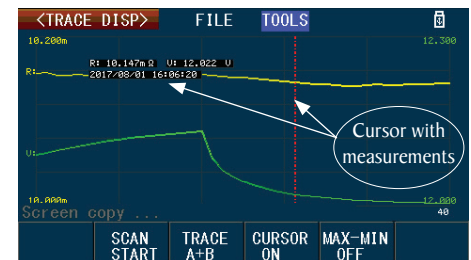 <TRACE DISP> FILE TOOLS
10.200m 12.300
R: 10.147mΩ U: 12.022 U
R:
2017/08/01 16:06:20
Cursor with
measurements
U:
10.000m 12.000
Screen copy ... 40
SCAN START TRACE A+B CURSOR ON MAX-MIN OFF